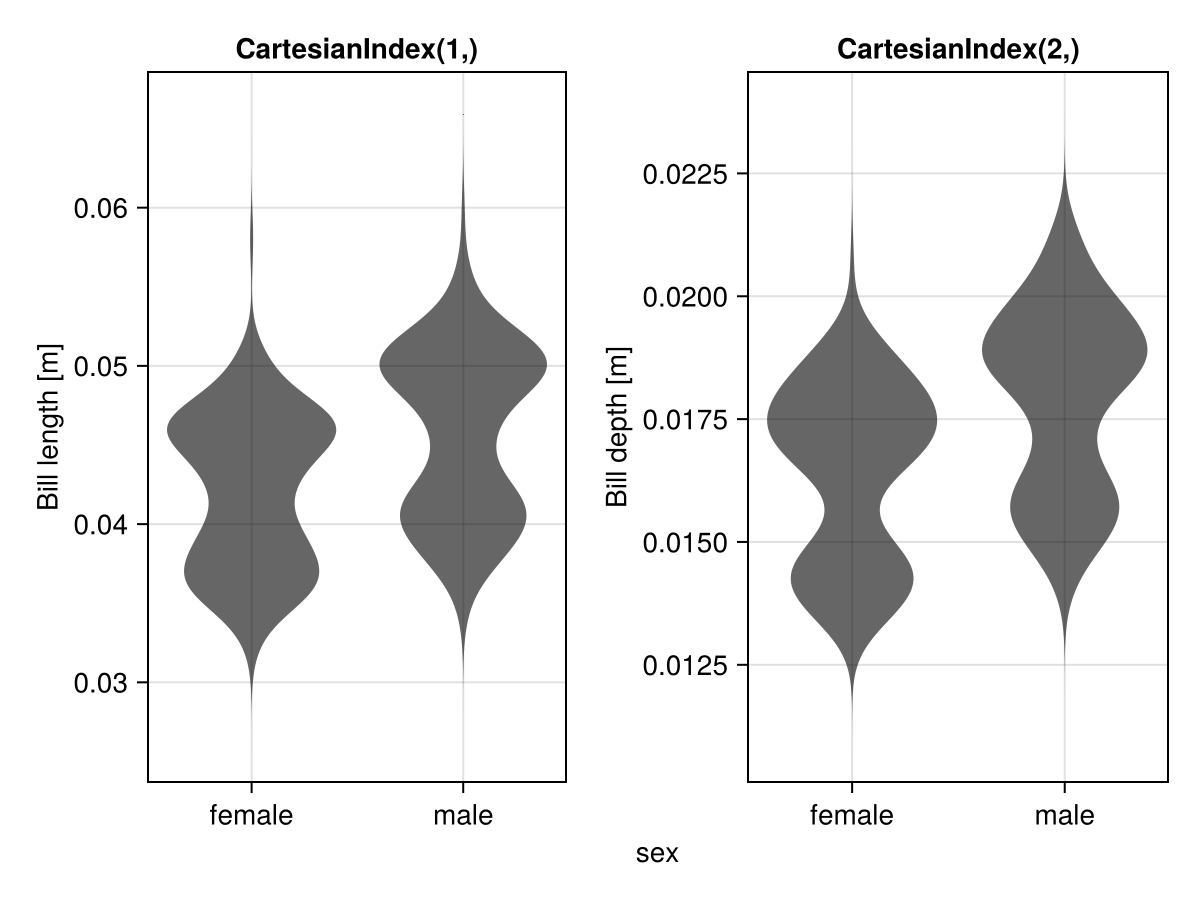 CartesianIndex(1,)
Bill length [m]
0.06
0.05
0.04
0.03
female
male
CartesianIndex(2,)
Bill depth [m]
0.0225
0.0200
0.0175
0.0150
0.0125
female
male
sex